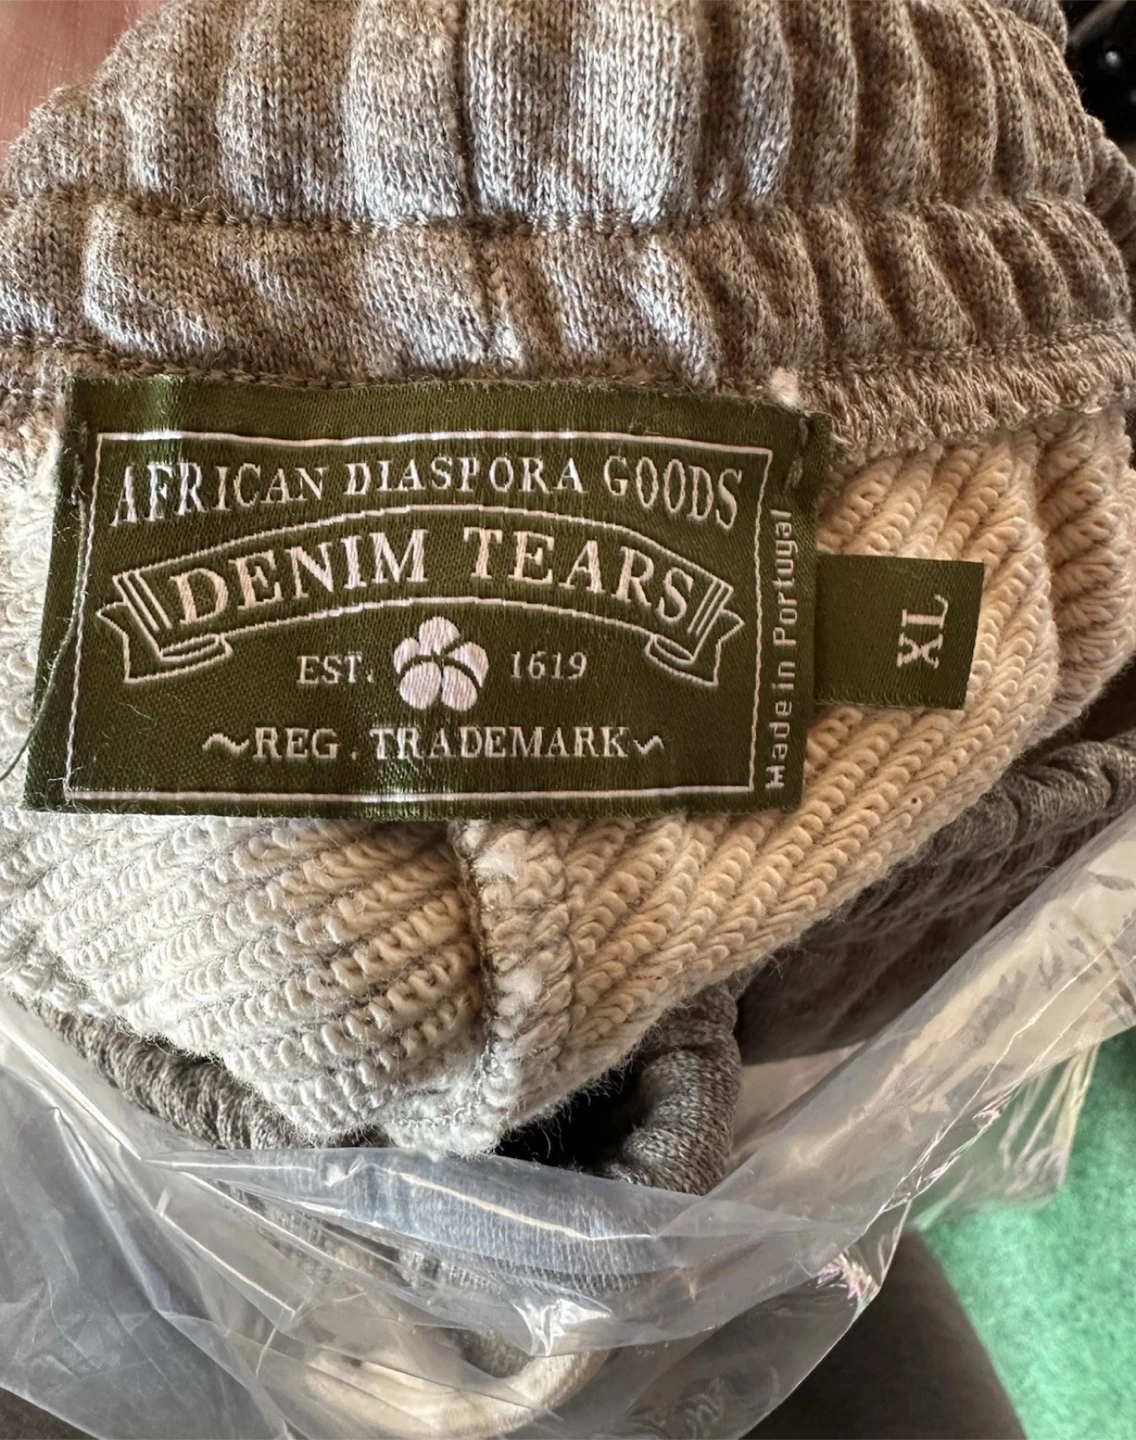 AFRICAN DIASPORA GOODS
DENIM TEARS
EST. 1619
~REG. TRADEMARK~
Made in Portugal
XL